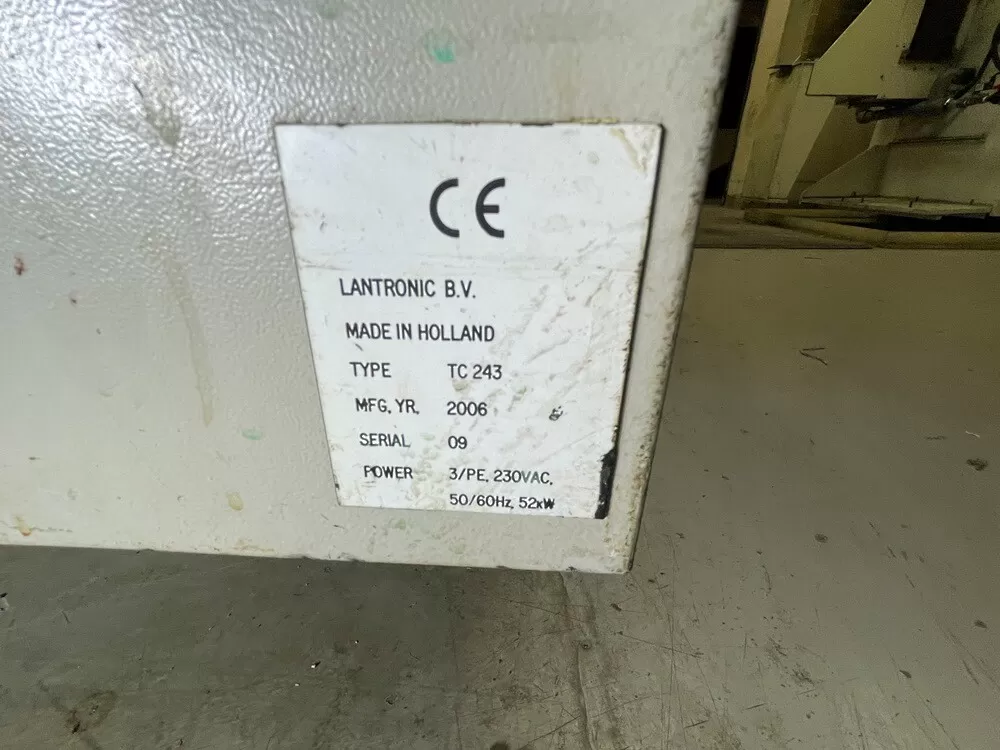 CE
LANTRONIC B.V.
MADE IN HOLLAND
TYPE TC 243
MFG. YR. 2006
SERIAL 09
POWER 3/PE, 230VAC,
50/60Hz, 52kW